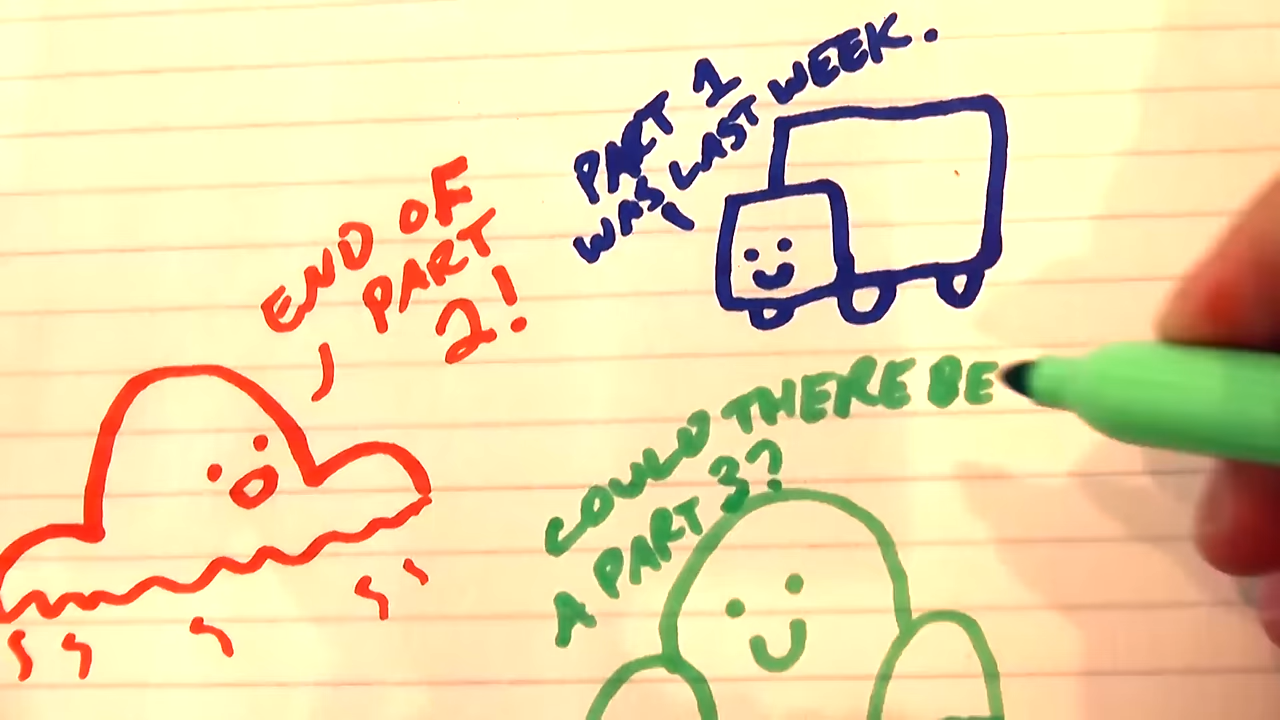 PART 1
WAS LAST WEEK.
END OF
PART
2!
COULD THERE BE
A PART 3?